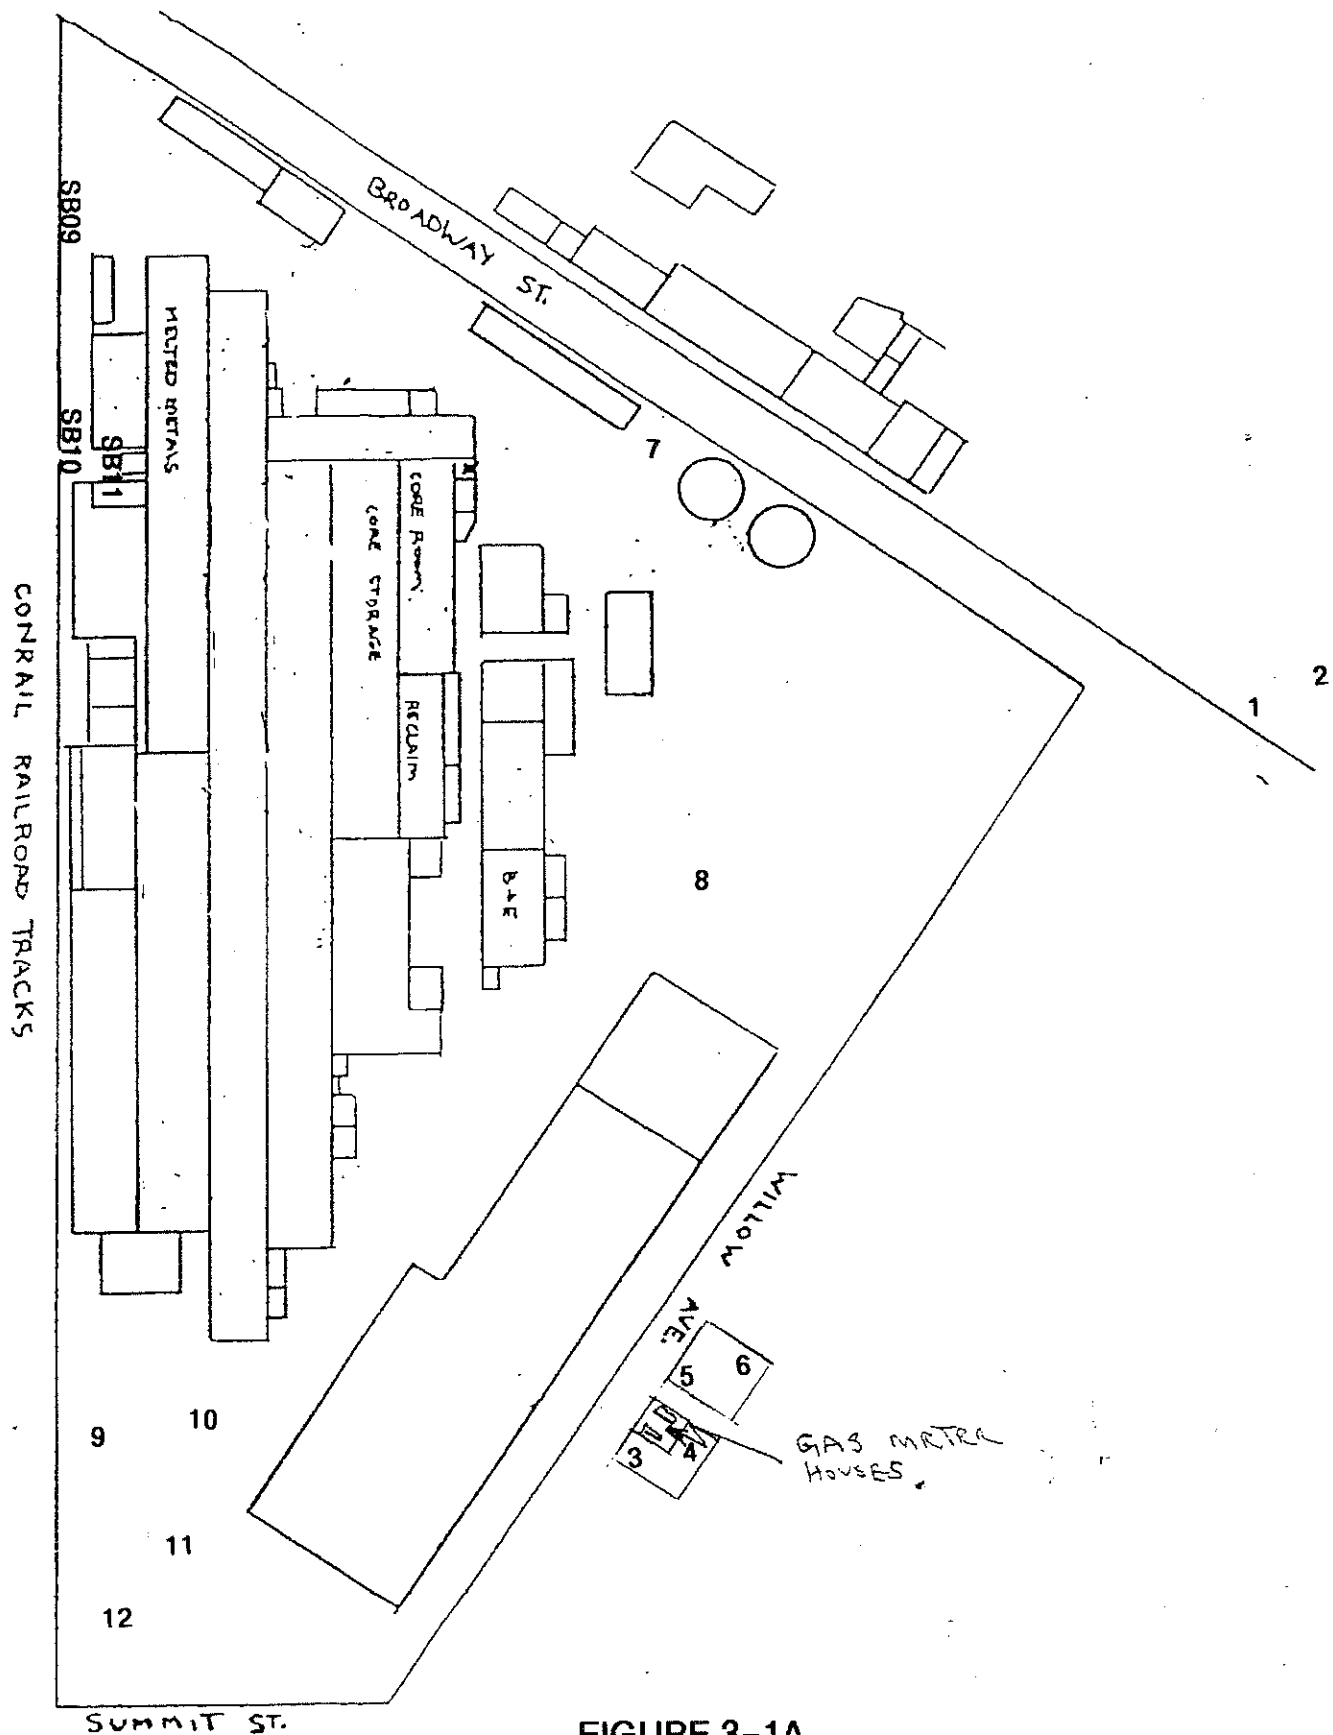 BROADWAY ST.
SB09
MELTED METALS
SB10
SB11
7
CORE ROOM
CORE STORAGE
CONRAIL RAILROAD TRACKS
RECLAIM
2
1
8
B&E
WILLOW AVE.
5
6
3
4
GAS METER
HOUSES.
10
9
11
12
SUMMIT ST.
FIGURE 3-1A